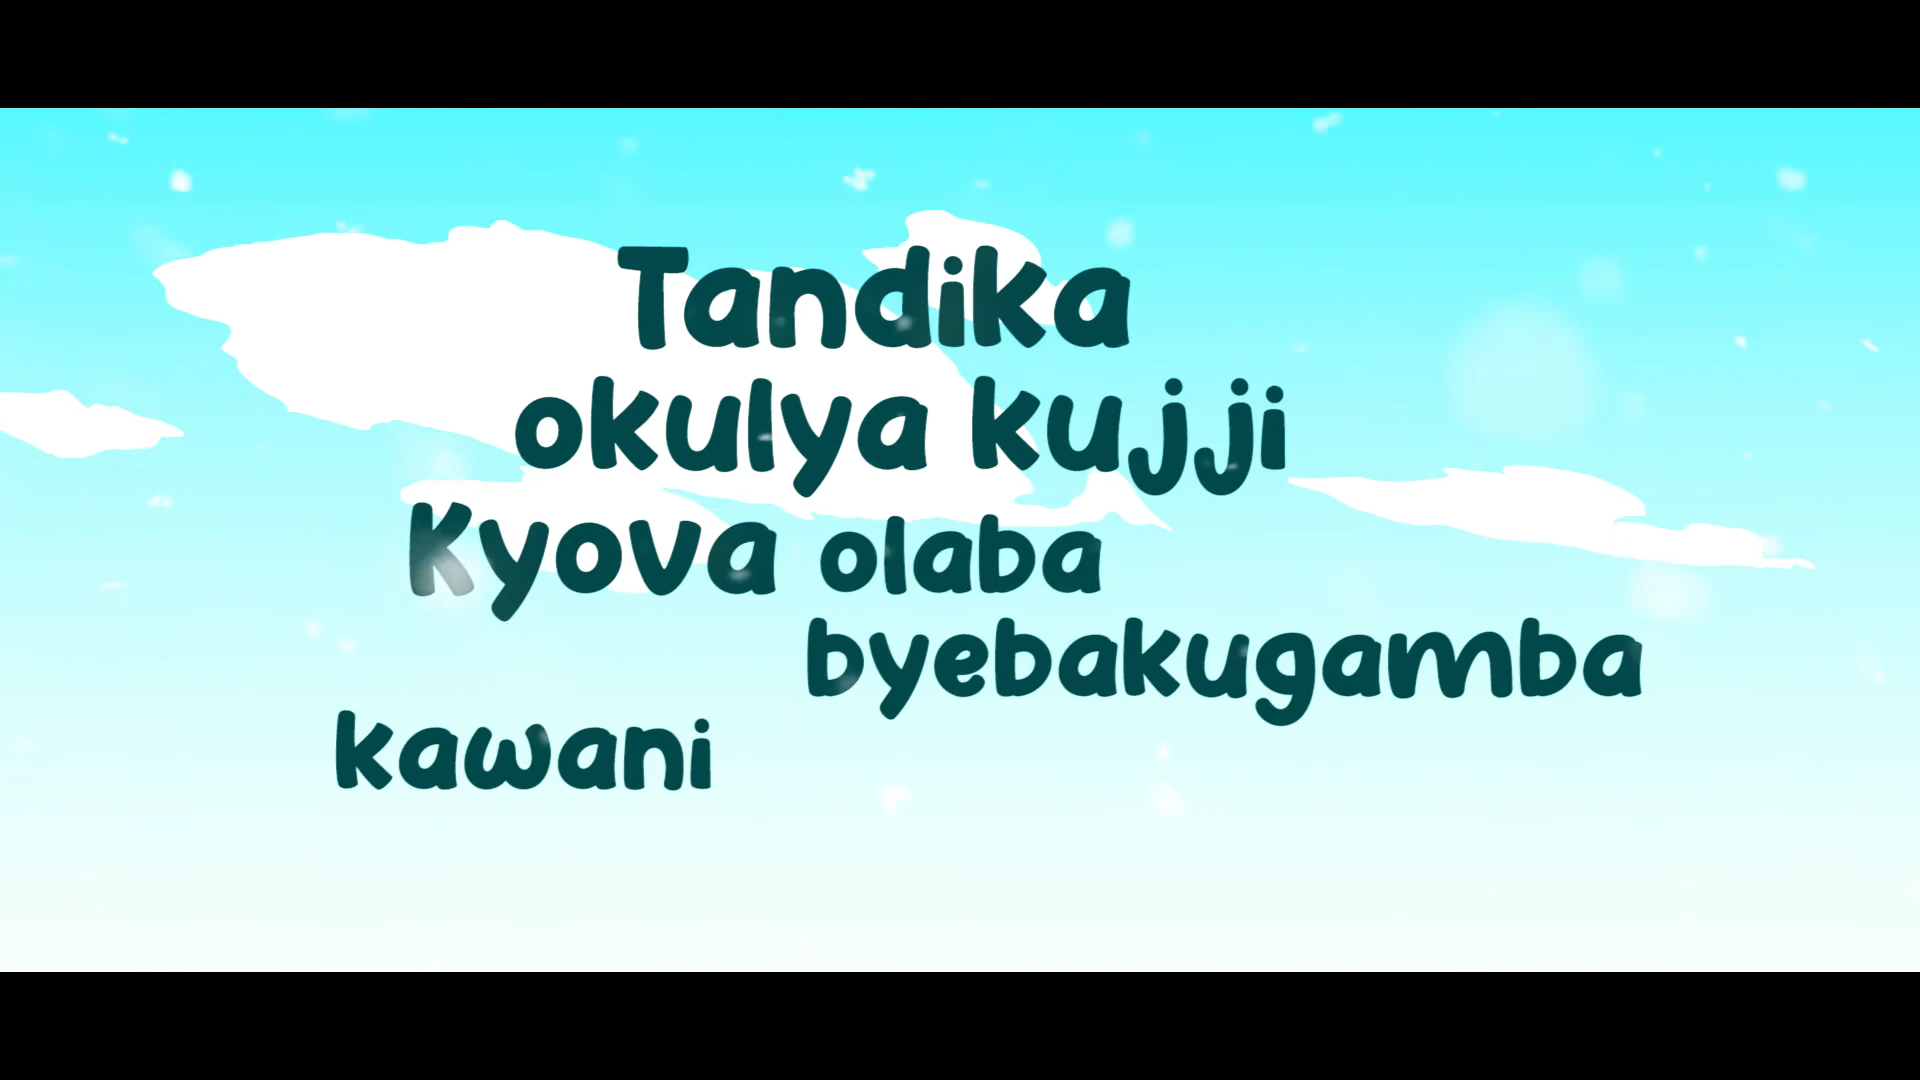 Tandika
okulya kujji
Kyova olaba
byebakugamba
kawani